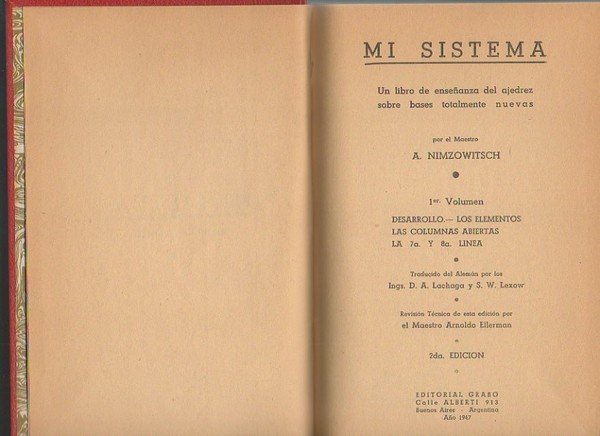 MI SISTEMA
Un libro de enseñanza del ajedrez
sobre bases totalmente nuevas
por el Maestro
A. NIMZOWITSCH
1er. Volumen
DESARROLLO.— LOS ELEMENTOS
LAS COLUMNAS ABIERTAS
LA 7a. Y 8a. LINEA
Traducido del Alemán por los
Ings. D. A. Lachaga y S. W. Lexow
Revisión Técnica de esta edición por
el Maestro Arnoldo Ellerman
2da. EDICION
EDITORIAL GRABO
Calle ALBERTI 913
Buenos Aires - Argentina
Año 1947